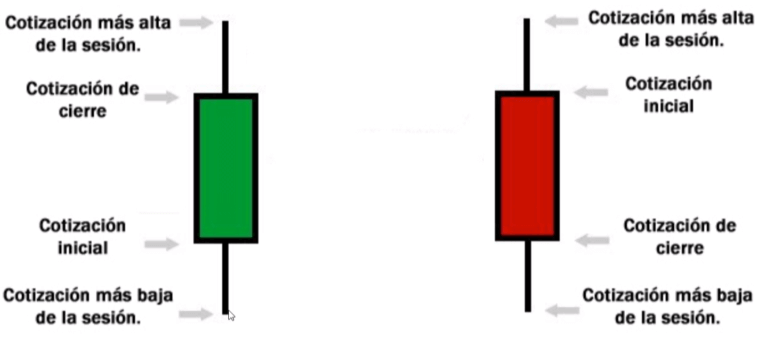 Cotización más alta
de la sesión.
Cotización de
cierre
Cotización
inicial
Cotización más baja
de la sesión.
Cotización más alta
de la sesión.
Cotización
inicial
Cotización de
cierre
Cotización más baja
de la sesión.